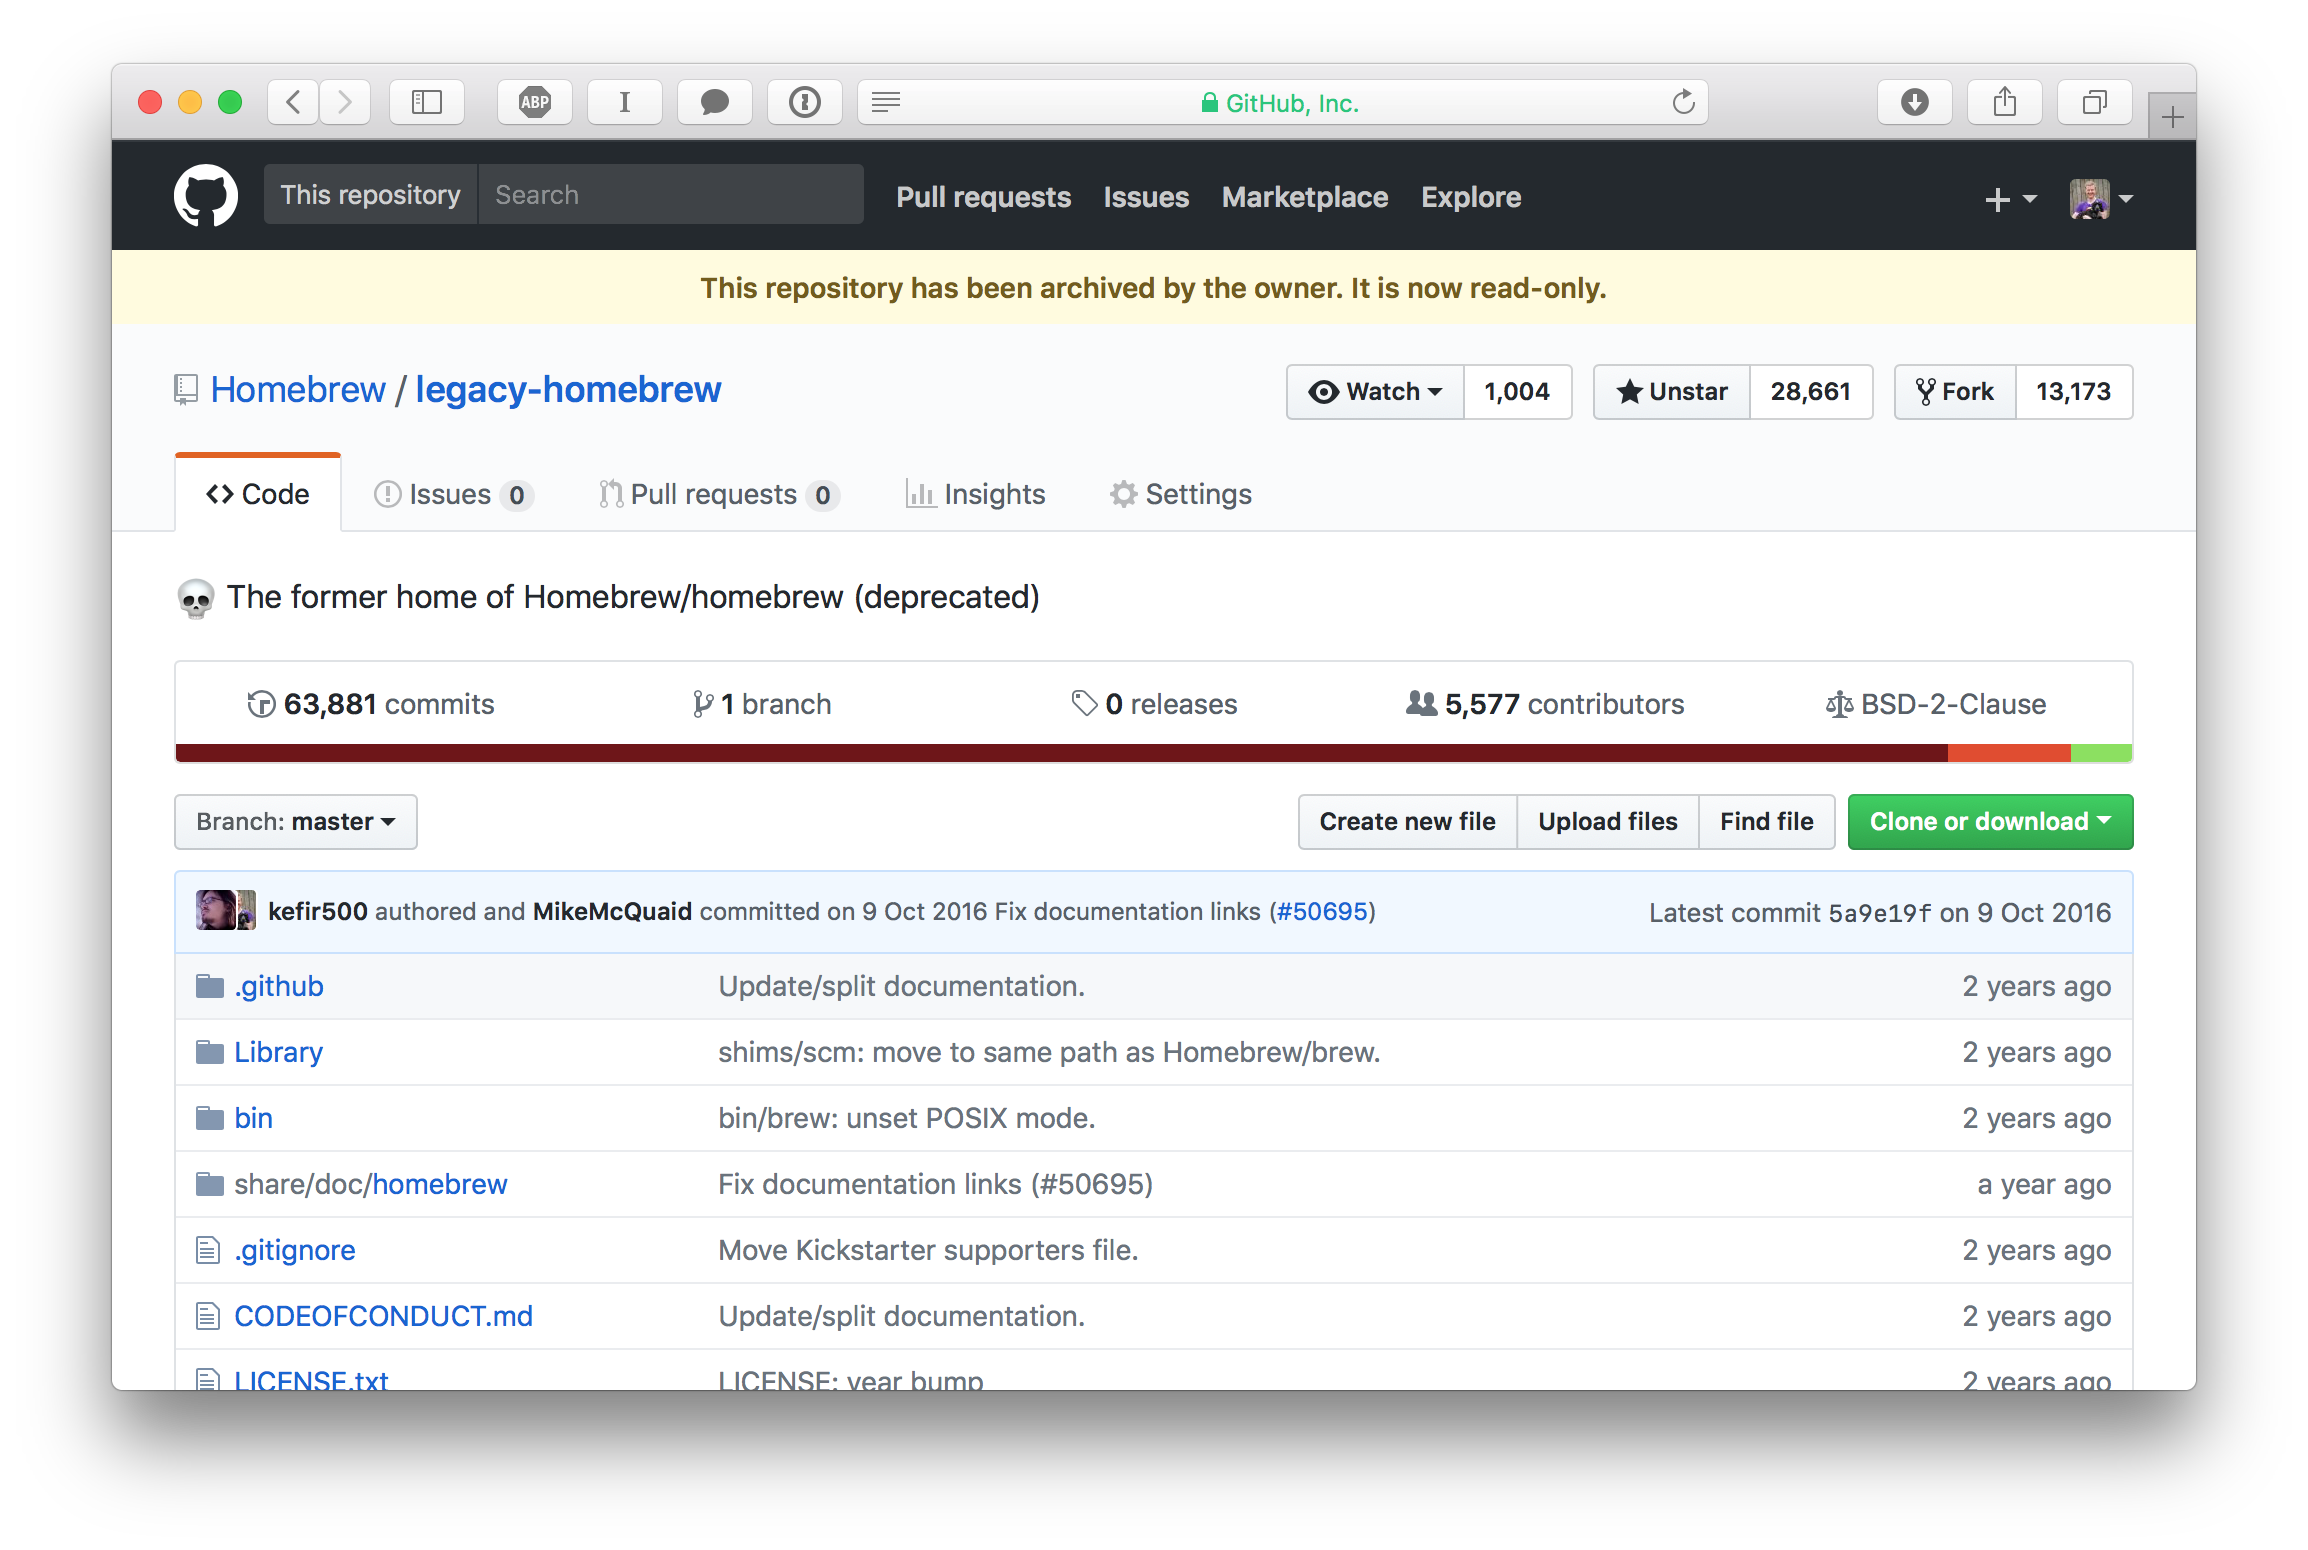 ABP
GitHub, Inc.
This repository Search Pull requests Issues Marketplace Explore
This repository has been archived by the owner. It is now read-only.
Homebrew / legacy-homebrew Watch 1,004 Unstar 28,661 Fork 13,173
Code Issues 0 Pull requests 0 Insights Settings
The former home of Homebrew/homebrew (deprecated)
63,881 commits 1 branch 0 releases 5,577 contributors BSD-2-Clause
Branch: master Create new file Upload files Find file Clone or download
kefir500 authored and MikeMcQuaid committed on 9 Oct 2016 Fix documentation links (#50695) Latest commit 5a9e19f on 9 Oct 2016
.github Update/split documentation. 2 years ago
Library shims/scm: move to same path as Homebrew/brew. 2 years ago
bin bin/brew: unset POSIX mode. 2 years ago
share/doc/homebrew Fix documentation links (#50695) a year ago
.gitignore Move Kickstarter supporters file. 2 years ago
CODEOFCONDUCT.md Update/split documentation. 2 years ago
LICENSE.txt LICENSE: year bump 2 years ago